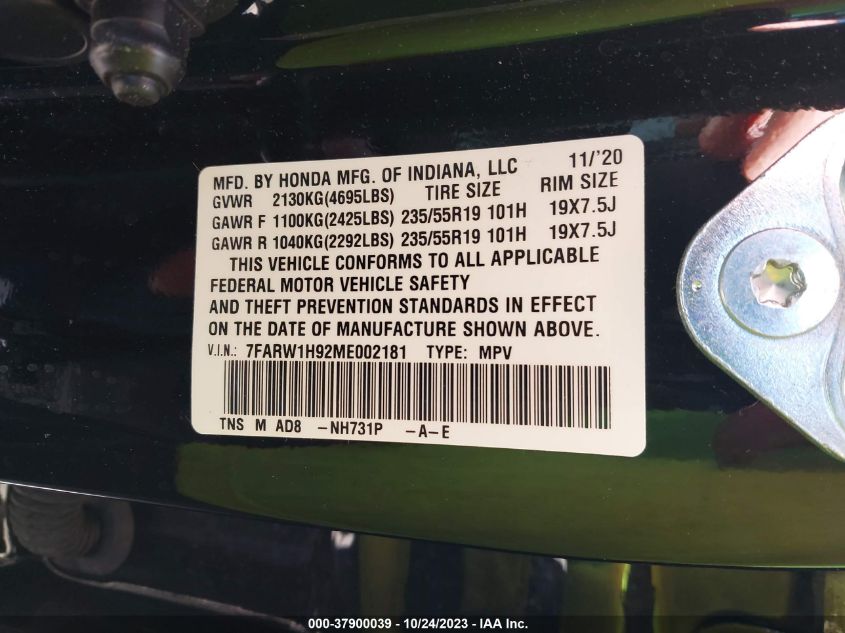 MFD. BY HONDA MFG. OF INDIANA, LLC 11/'20
GVWR 2130KG(4695LBS) TIRE SIZE RIM SIZE
GAWR F 1100KG(2425LBS) 235/55R19 101H 19X7.5J
GAWR R 1040KG(2292LBS) 235/55R19 101H 19X7.5J
THIS VEHICLE CONFORMS TO ALL APPLICABLE
FEDERAL MOTOR VEHICLE SAFETY
AND THEFT PREVENTION STANDARDS IN EFFECT
ON THE DATE OF MANUFACTURE SHOWN ABOVE.
V.I.N.: 7FARW1H92ME002181 TYPE: MPV
TNS M AD8 -NH731P -A-E
000-37900039 - 10/24/2023 - IAA Inc.